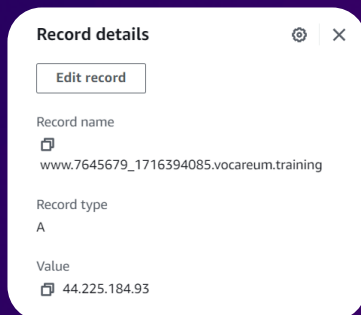 Record details
Edit record
Record name
www.7645679_1716394085.vocareum.training
Record type
A
Value
44.225.184.93